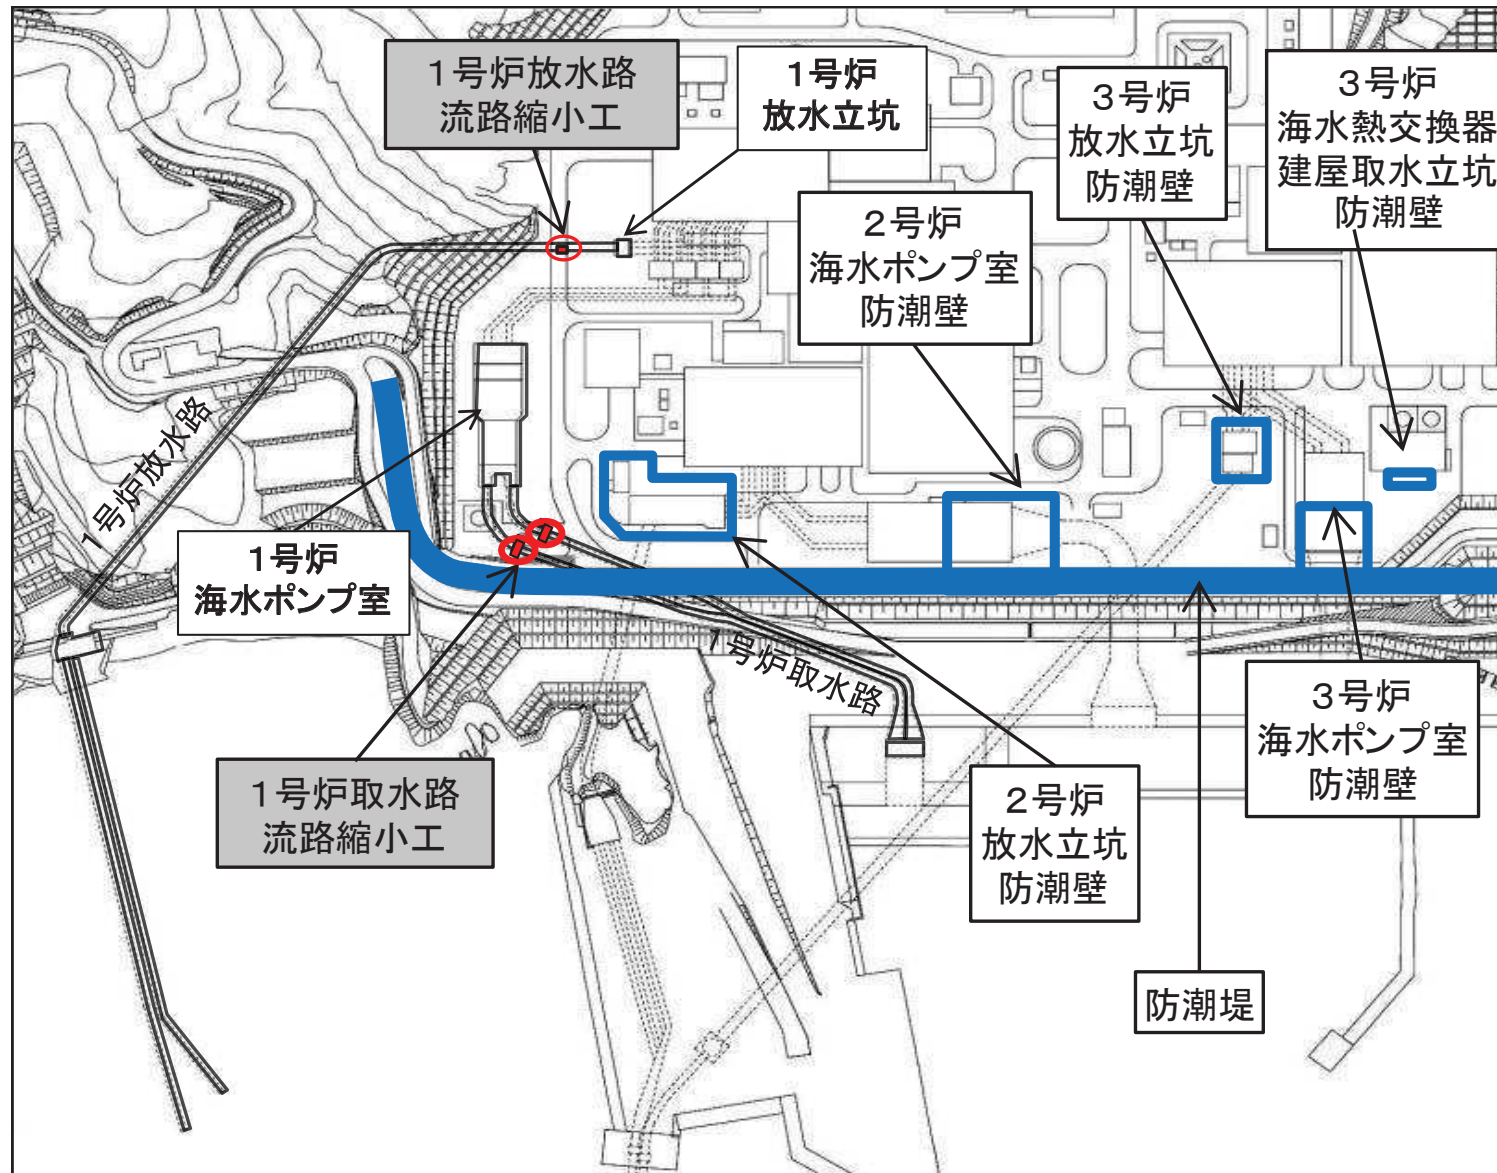 1号炉放水路
流路縮小工
1号炉
放水立坑
3号炉
放水立坑
防潮壁
3号炉
海水熱交換器
建屋取水立坑
防潮壁
2号炉
海水ポンプ室
防潮壁
1号炉放水路
1号炉
海水ポンプ室
1号炉取水路
1号炉取水路
流路縮小工
2号炉
放水立坑
防潮壁
3号炉
海水ポンプ室
防潮壁
防潮堤